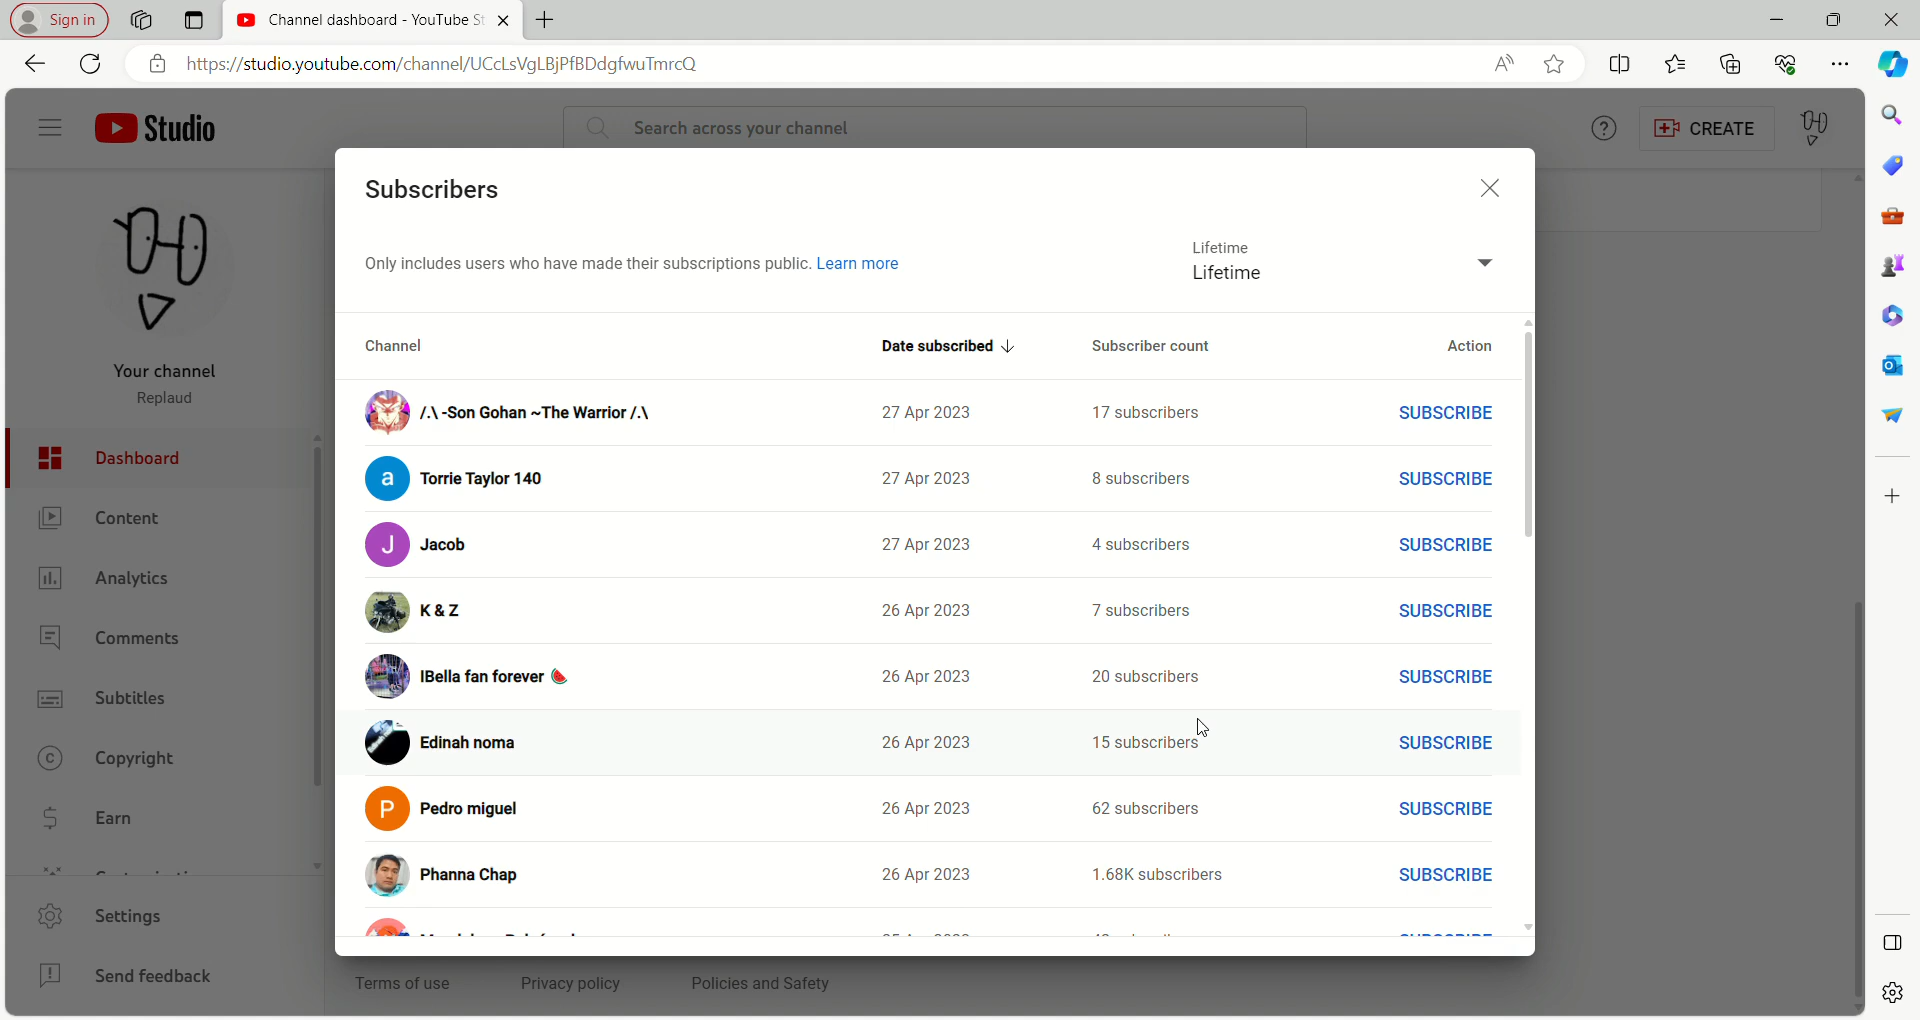 Sign in
Channel dashboard - YouTube St
https://studio.youtube.com/channel/UCcLsVgLBjPfBDdgfwuTmrcQ
Studio
Search across your channel
CREATE
Your channel
Replaud
Dashboard
Content
Analytics
Comments
Subtitles
Copyright
Earn
Settings
Send feedback
Subscribers
Only includes users who have made their subscriptions public. Learn more
Lifetime
Lifetime
Channel Date subscribed Subscriber count Action
/.\ -Son Gohan ~The Warrior /.\ 27 Apr 2023 17 subscribers SUBSCRIBE
a Torrie Taylor 140 27 Apr 2023 8 subscribers SUBSCRIBE
J Jacob 27 Apr 2023 4 subscribers SUBSCRIBE
K & Z 26 Apr 2023 7 subscribers SUBSCRIBE
IBella fan forever 🍉 26 Apr 2023 20 subscribers SUBSCRIBE
Edinah noma 26 Apr 2023 15 subscribers SUBSCRIBE
P Pedro miguel 26 Apr 2023 62 subscribers SUBSCRIBE
Phanna Chap 26 Apr 2023 1.68K subscribers SUBSCRIBE
Terms of use Privacy policy Policies and Safety